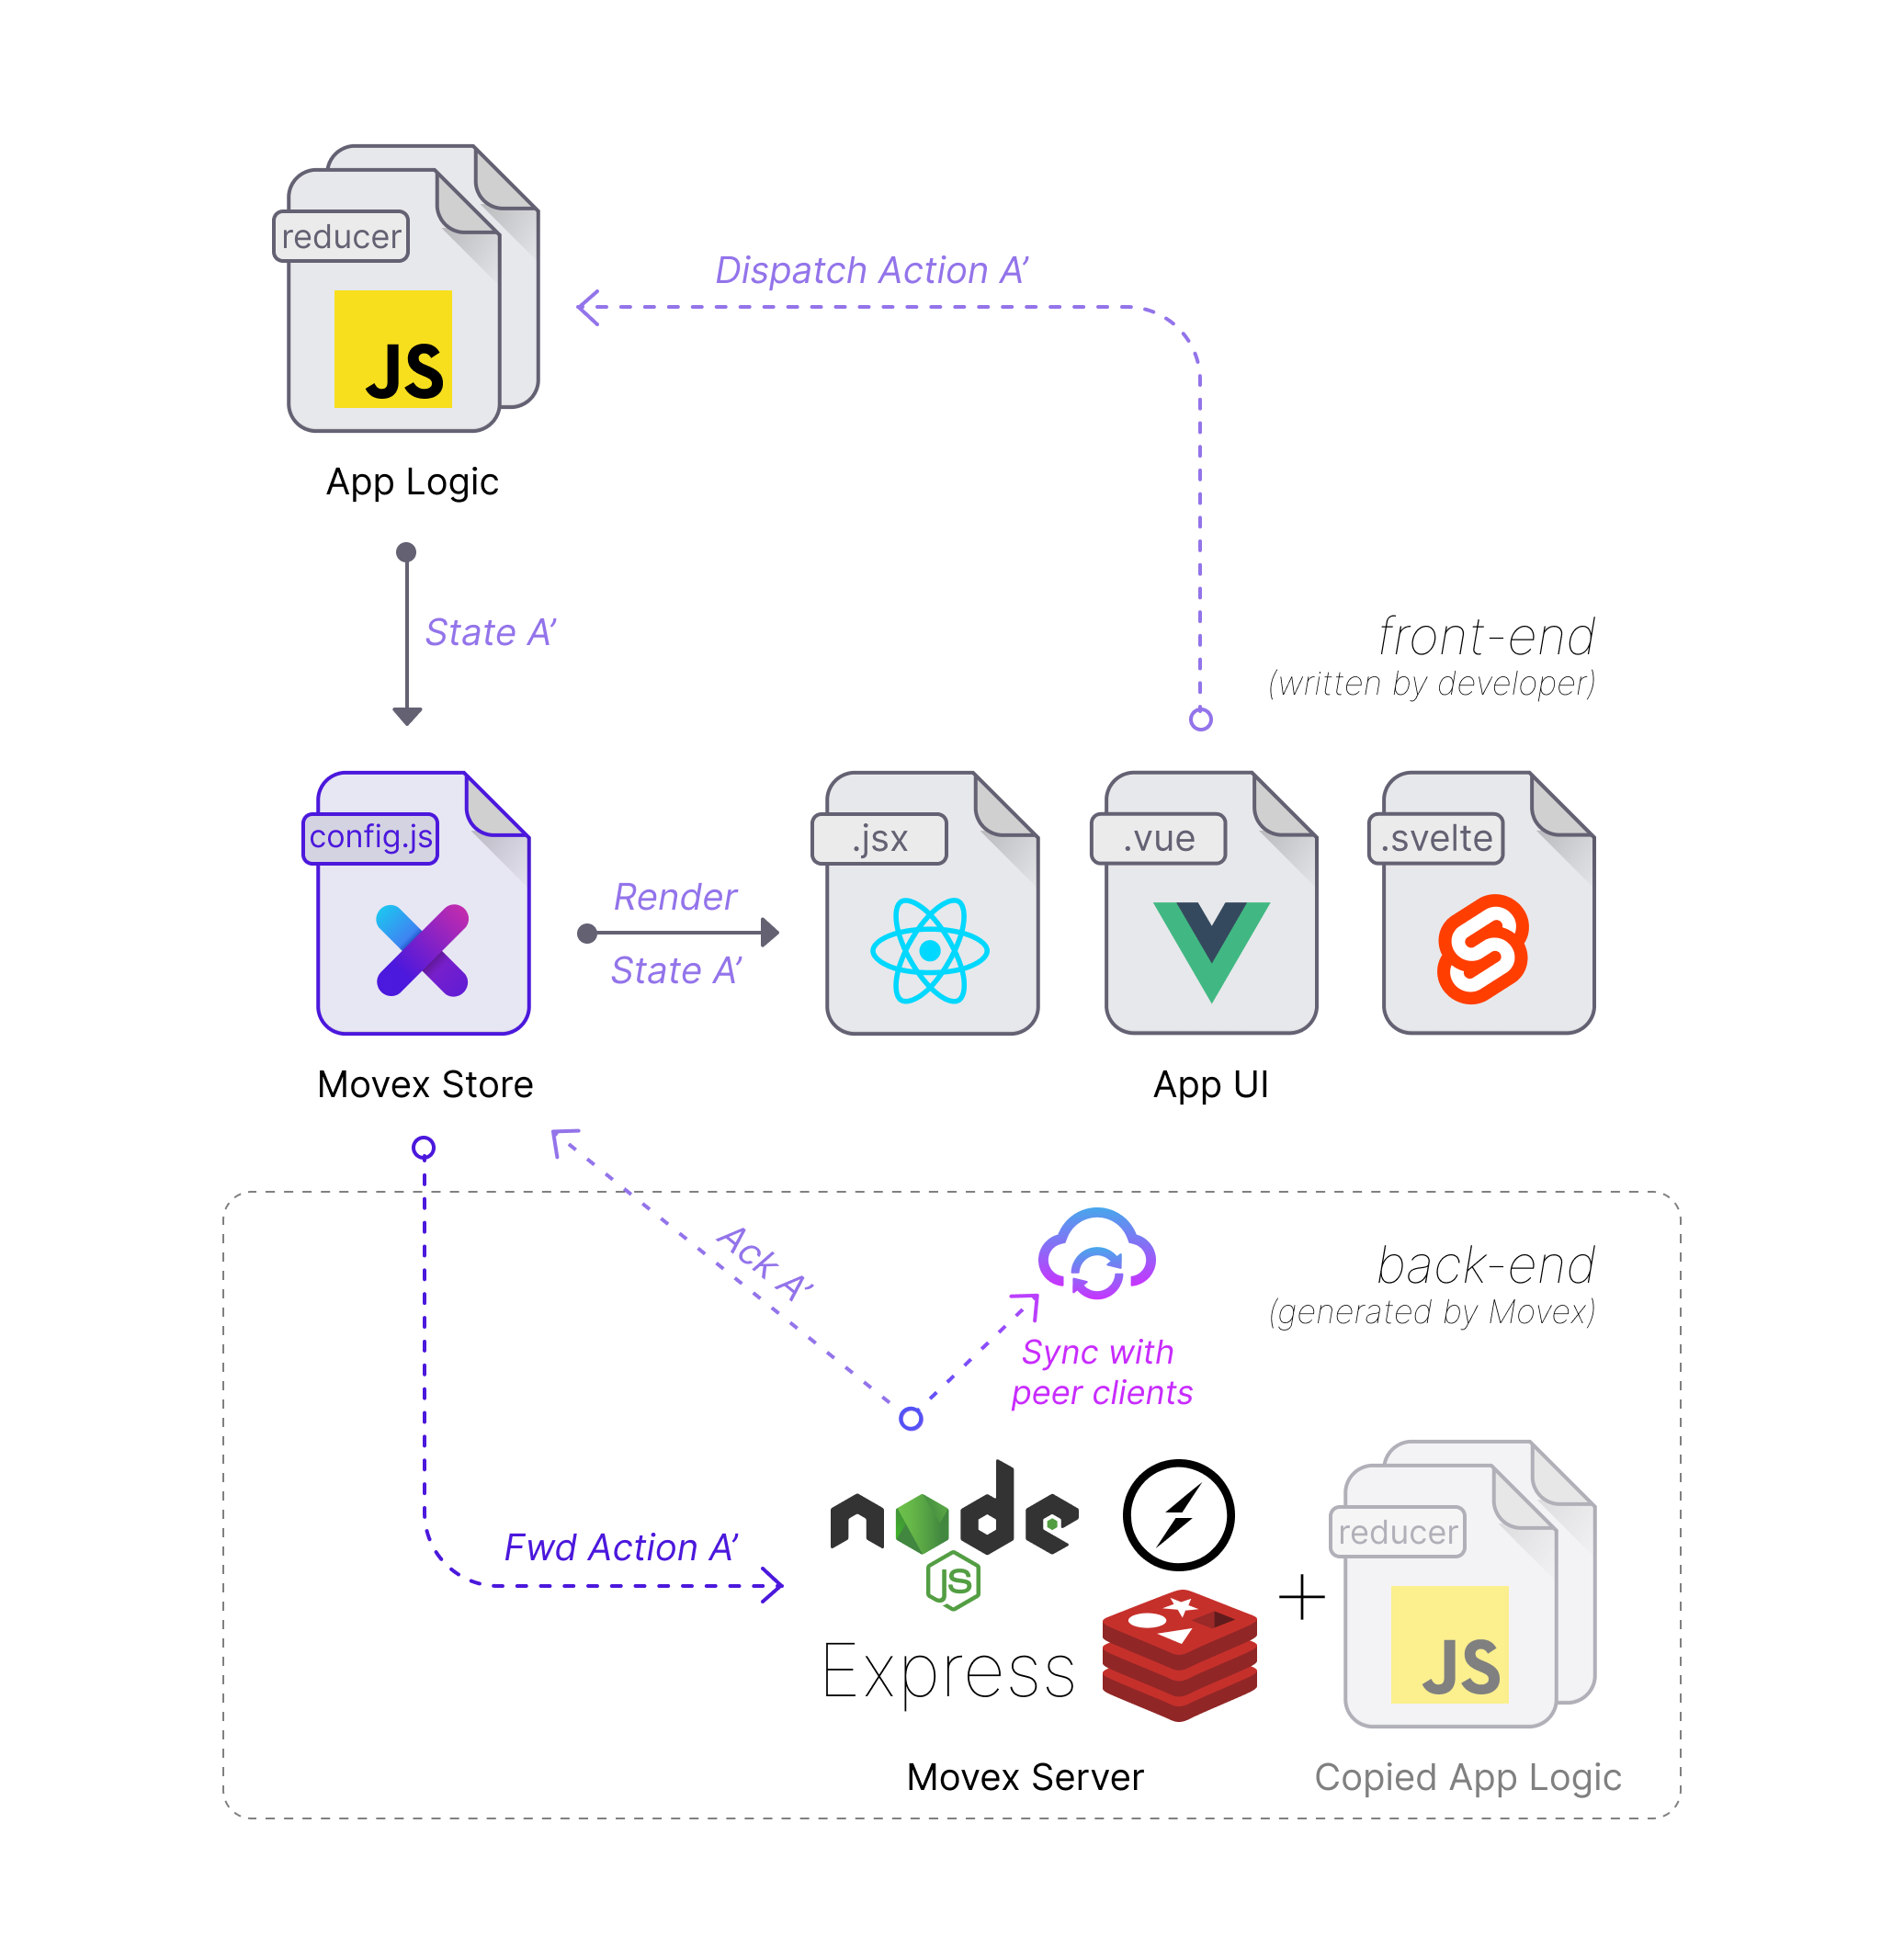 reducer
JS
App Logic
Dispatch Action A’
State A’
front-end
(written by developer)
config.js
.jsx
.vue
.svelte
Render
State A’
Movex Store
App UI
Ack A’
back-end
(generated by Movex)
Sync with
peer clients
Fwd Action A’
node
JS
Express
reducer
JS
Movex Server
Copied App Logic